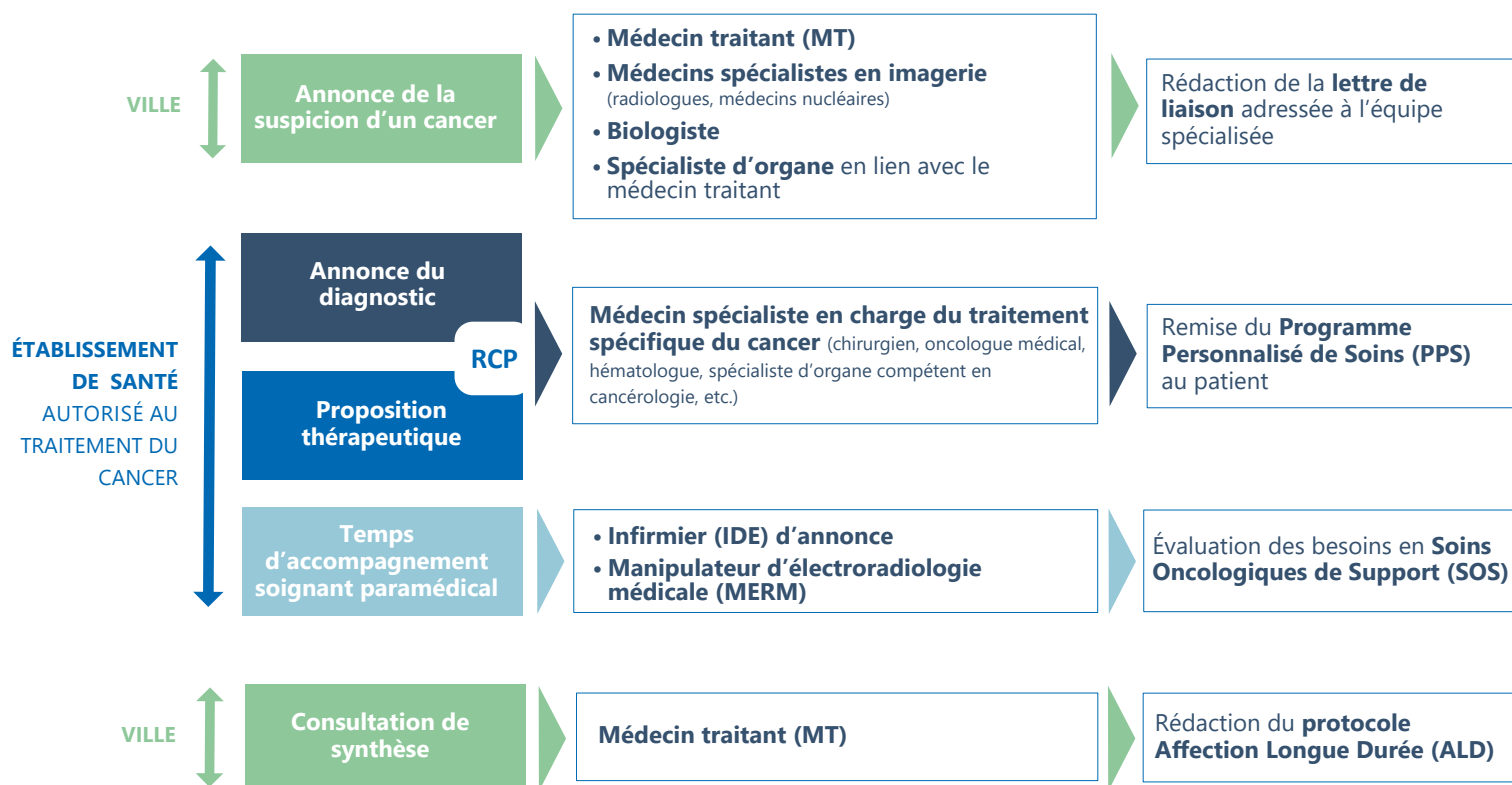 VILLE
Annonce de la
suspicion d’un cancer
• Médecin traitant (MT)
• Médecins spécialistes en imagerie
(radiologues, médecins nucléaires)
• Biologiste
• Spécialiste d’organe en lien avec le
médecin traitant
Rédaction de la lettre de
liaison adressée à l’équipe
spécialisée
ÉTABLISSEMENT
DE SANTÉ
AUTORISÉ AU
TRAITEMENT DU
CANCER
Annonce du
diagnostic
RCP
Proposition
thérapeutique
Médecin spécialiste en charge du traitement
spécifique du cancer (chirurgien, oncologue médical,
hématologue, spécialiste d’organe compétent en
cancérologie, etc.)
Remise du Programme
Personnalisé de Soins (PPS)
au patient
Temps
d’accompagnement
soignant paramédical
• Infirmier (IDE) d’annonce
• Manipulateur d’électroradiologie
médicale (MERM)
Évaluation des besoins en Soins
Oncologiques de Support (SOS)
VILLE
Consultation de
synthèse
Médecin traitant (MT)
Rédaction du protocole
Affection Longue Durée (ALD)